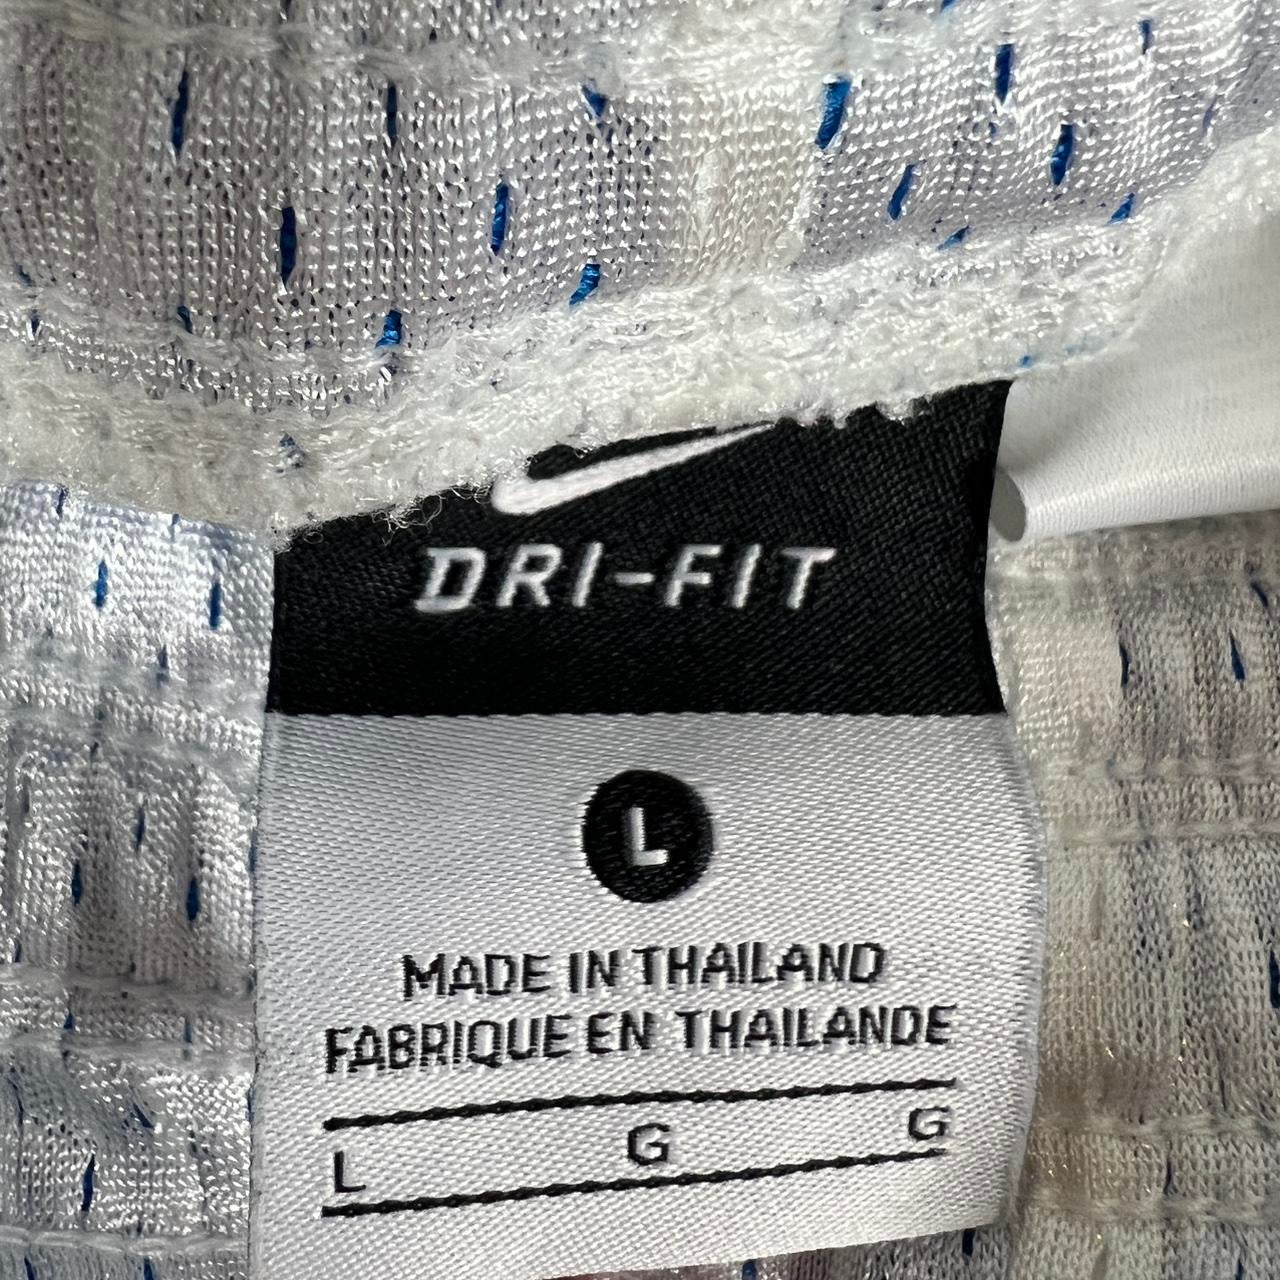 DRI-FIT
L
MADE IN THAILAND
FABRIQUE EN THAILANDE
L G G